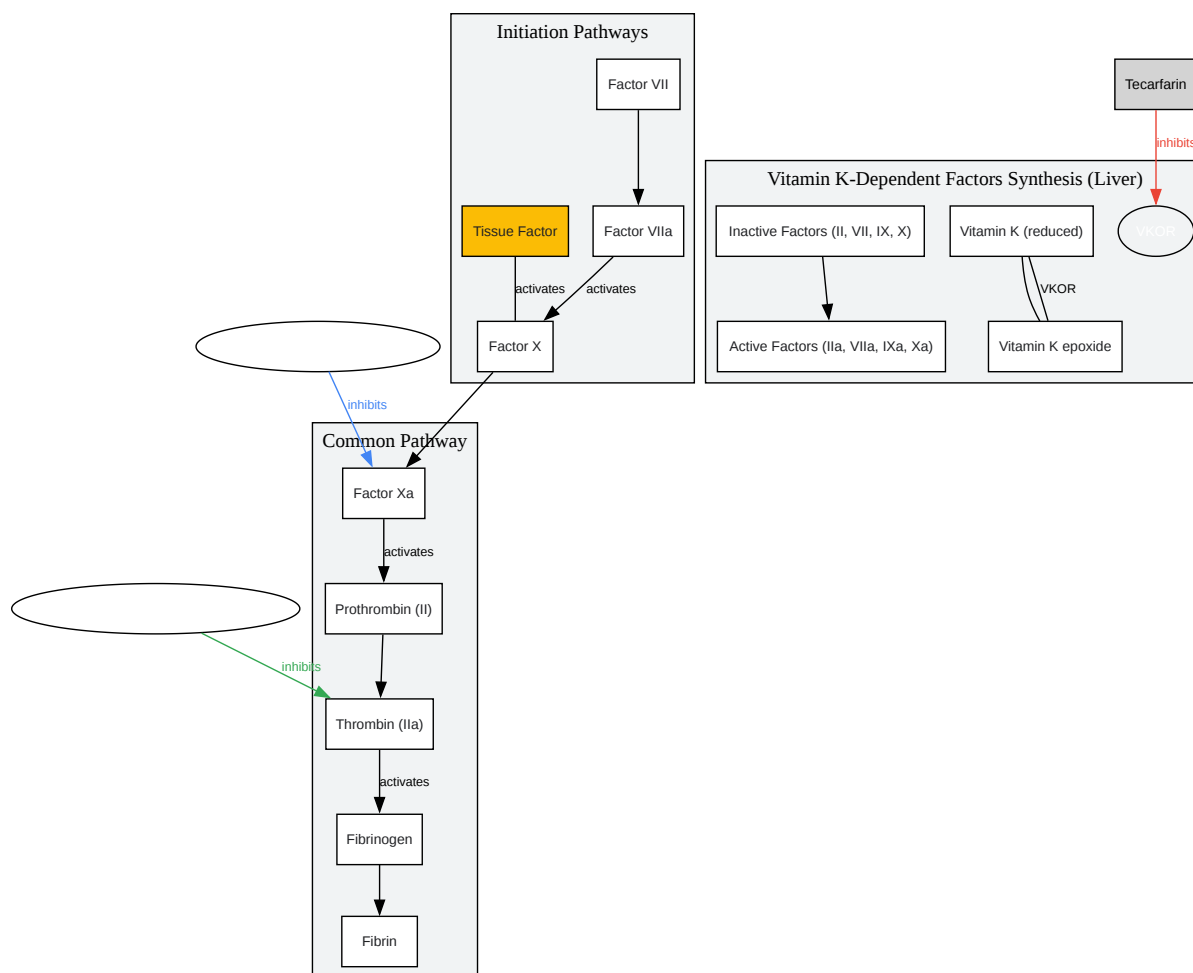 Initiation Pathways
Factor VII
Tecarfarin
inhibits
Vitamin K-Dependent Factors Synthesis (Liver)
Tissue Factor
Factor VIIa
Inactive Factors (II, VII, IX, X)
Vitamin K (reduced)
VKOR
activates
activates
VKOR
Factor X
Active Factors (IIa, VIIa, IXa, Xa)
Vitamin K epoxide
inhibits
Common Pathway
Factor Xa
activates
Prothrombin (II)
inhibits
Thrombin (IIa)
activates
Fibrinogen
Fibrin